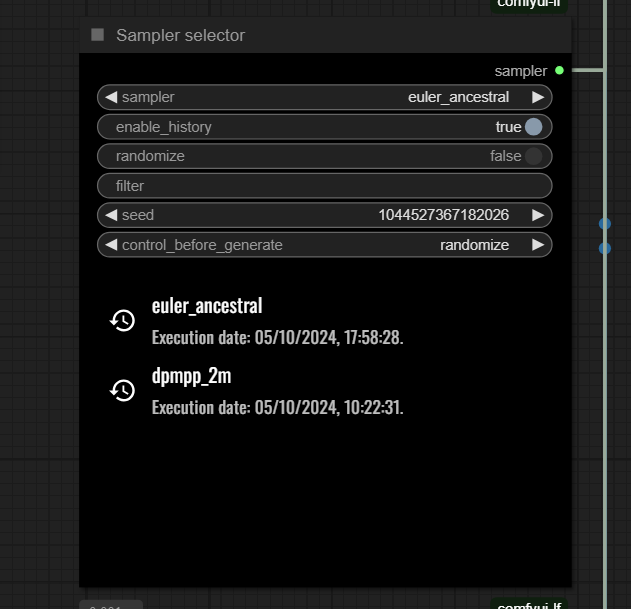 comfyui-lf
Sampler selector
sampler
sampler euler_ancestral
enable_history true
randomize false
filter
seed 1044527367182026
control_before_generate randomize
euler_ancestral
Execution date: 05/10/2024, 17:58:28.
dpmpp_2m
Execution date: 05/10/2024, 10:22:31.
comfyui-lf